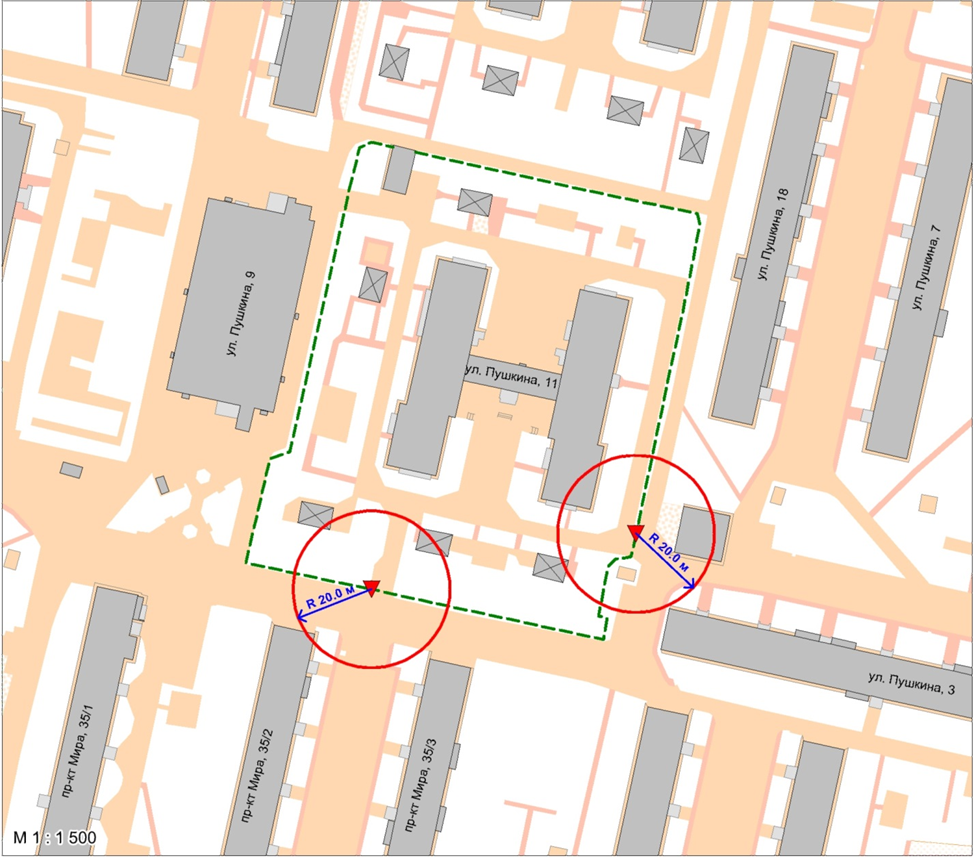 ул. Пушкина, 18
ул. Пушкина, 7
ул. Пушкина, 9
ул. Пушкина, 11
R 20.0 м
R 20.0 м
ул. Пушкина, 3
пр-кт Мира, 35/1
пр-кт Мира, 35/2
пр-кт Мира, 35/3
М 1 : 1 500